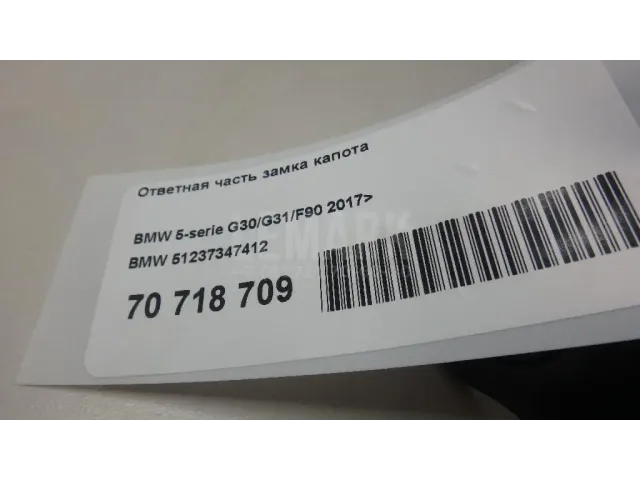 Ответная часть замка капота
BMW 5-serie G30/G31/F90 2017>
BMW 51237347412
70 718 709